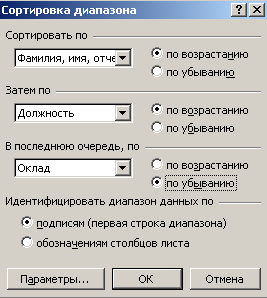 Сортировка диапазона
Сортировать по
Фамилия, имя, отче
по возрастанию
по убыванию
Затем по
Должность
по возрастанию
по убыванию
В последнюю очередь, по
Оклад
по возрастанию
по убыванию
Идентифицировать диапазон данных по
подписям (первая строка диапазона)
обозначениям столбцов листа
Параметры... ОК Отмена